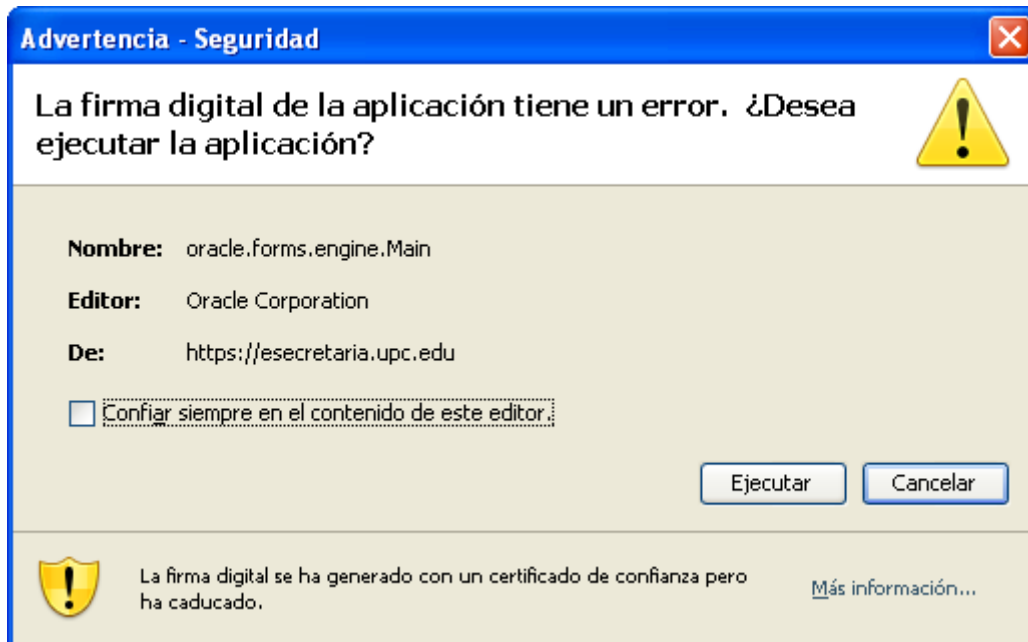 Advertencia - Seguridad
La firma digital de la aplicación tiene un error. ¿Desea
ejecutar la aplicación?
Nombre: oracle.forms.engine.Main
Editor: Oracle Corporation
De: https://esecretaria.upc.edu
Confiar siempre en el contenido de este editor.
Ejecutar Cancelar
La firma digital se ha generado con un certificado de confianza pero
ha caducado.
Más información...